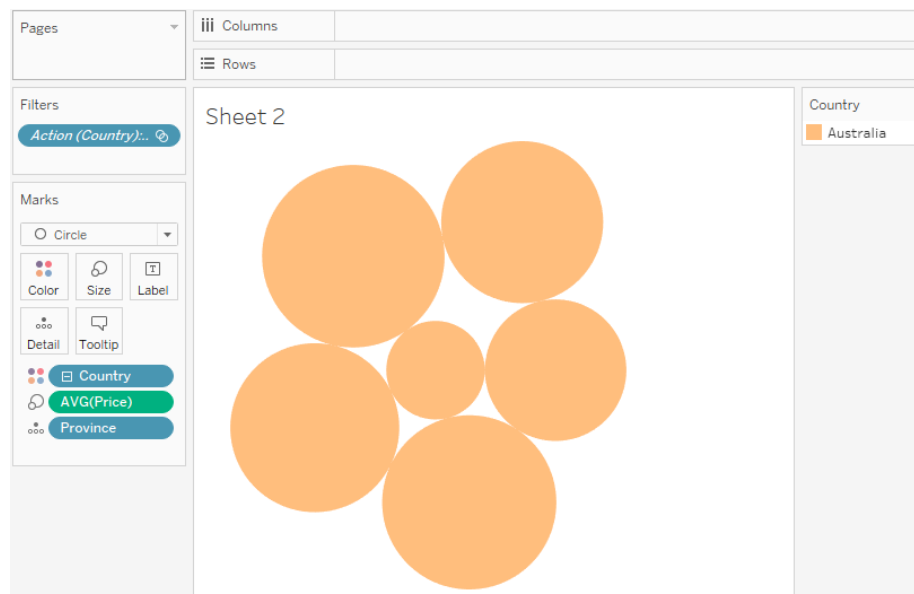 Pages
Columns
Rows
Filters
Action (Country):..
Sheet 2
Country
Australia
Marks
Circle
Color
Size
T
Label
Detail
Tooltip
Country
AVG(Price)
Province